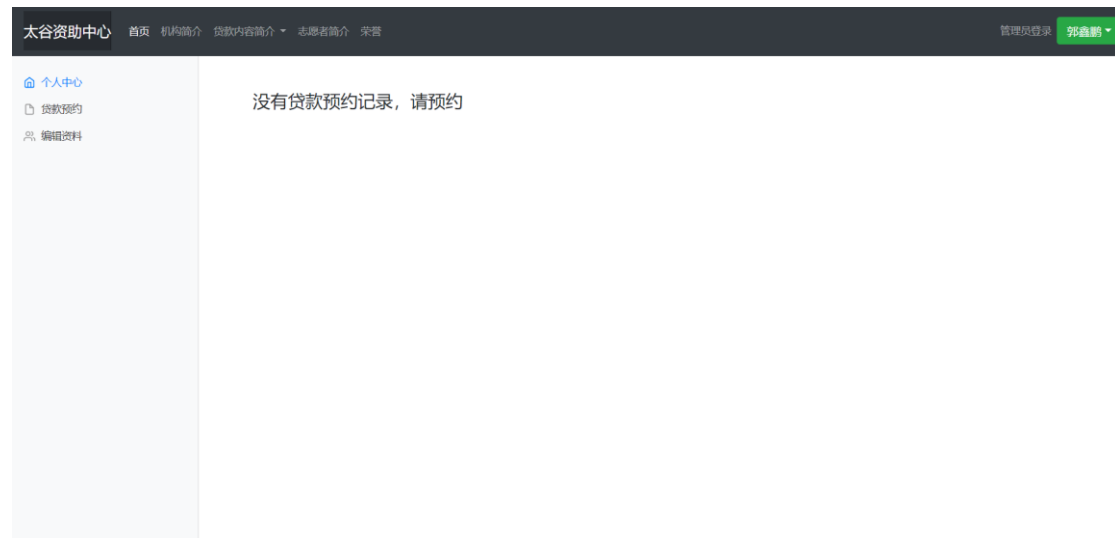 太谷资助中心 首页 机构简介 贷款内容简介 志愿者简介 荣誉 管理员登录 郭鑫鹏
个人中心
贷款预约
编辑资料
没有贷款预约记录，请预约